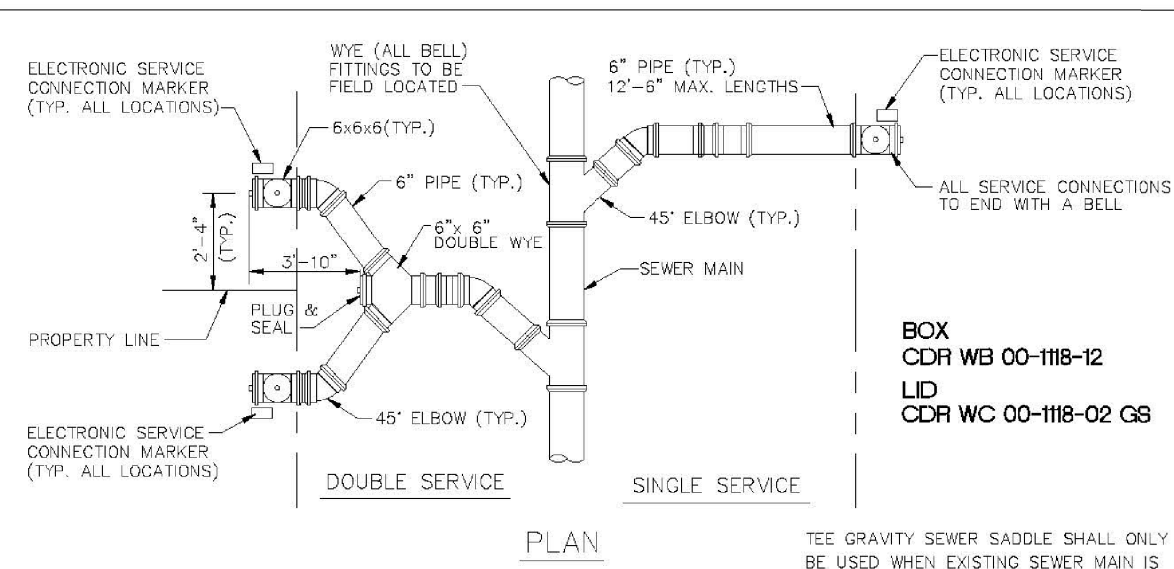 ELECTRONIC SERVICE
CONNECTION MARKER
(TYP. ALL LOCATIONS)
WYE (ALL BELL)
FITTINGS TO BE
FIELD LOCATED
6" PIPE (TYP.)
12'-6" MAX. LENGTHS
ELECTRONIC SERVICE
CONNECTION MARKER
(TYP. ALL LOCATIONS)
6x6x6(TYP.)
6" PIPE (TYP.)
ALL SERVICE CONNECTIONS
TO END WITH A BELL
45° ELBOW (TYP.)
6"x 6"
DOUBLE WYE
2'-4"
(TYP.)
3'-10"
SEWER MAIN
PLUG &
SEAL
PROPERTY LINE
BOX
CDR WB 00-1118-12
LID
CDR WC 00-1118-02 GS
45° ELBOW (TYP.)
ELECTRONIC SERVICE
CONNECTION MARKER
(TYP. ALL LOCATIONS)
DOUBLE SERVICE
SINGLE SERVICE
PLAN
TEE GRAVITY SEWER SADDLE SHALL ONLY
BE USED WHEN EXISTING SEWER MAIN IS